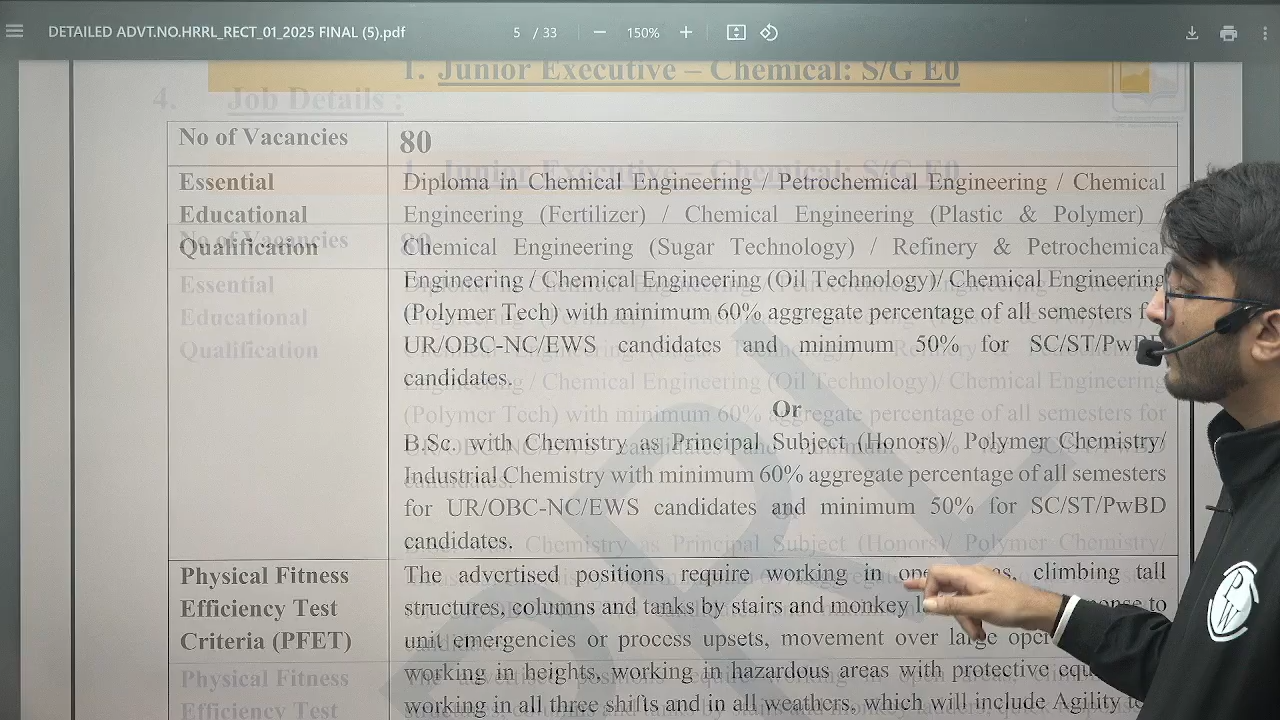 DETAILED ADVT.NO.HRRL_RECT_01_2025 FINAL (5).pdf
5 / 33
150%
1. Junior Executive – Chemical: S/G E0
4. Job Details :
No of Vacancies
80
Essential
Educational
Qualification
Diploma in Chemical Engineering / Petrochemical Engineering / Chemical
Engineering (Fertilizer) / Chemical Engineering (Plastic & Polymer) /
Chemical Engineering (Sugar Technology) / Refinery & Petrochemical
Engineering / Chemical Engineering (Oil Technology)/ Chemical Engineering
(Polymer Tech) with minimum 60% aggregate percentage of all semesters
UR/OBC-NC/EWS candidates and minimum 50% for SC/ST/PwBD
candidates.
Or
B.Sc. with Chemistry as Principal Subject (Honors)/ Polymer Chemistry/
Industrial Chemistry with minimum 60% aggregate percentage of all semesters
for UR/OBC-NC/EWS candidates and minimum 50% for SC/ST/PwBD
candidates.
Physical Fitness
Efficiency Test
Criteria (PFET)
The advertised positions require working in climbing tall
structures, columns and tanks by stairs and monkey to
unit emergencies or process upsets, movement over large
working in heights, working in hazardous areas with protective
working in all three shifts and in all weathers, which will include Agility
PW